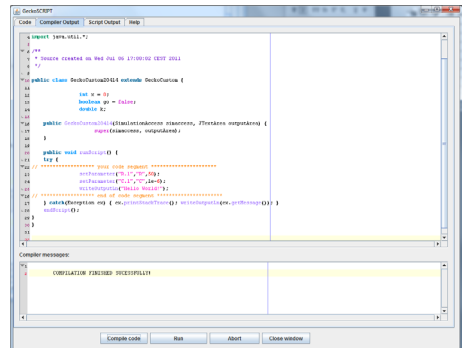 GeckoSCRIPT
Code Compiler Output Script Output Help
import java.util.*;
/**
* Source created on Wed Jul 06 17:00:02 CEST 2011
*/
public class GeckoCustom20414 extends GeckoCustom {
int v = 0;
boolean gu = false;
double k;
public GeckoCustom20414(SimulationAccess simaccess, JTextArea outputArea) {
super(simaccess, outputArea);
}
public void runScript() {
try {
// ***************** your code segment *********************
setParameter("R.1","R",50);
setParameter("C.1","C",1e-6);
writeOutputLn("Hello World!");
// ***************** end of code segment *********************
} catch(Exception ex) { ex.printStackTrace(); writeOutputLn(ex.getMessage()); }
endScript();
}
}
Compiler messages:
COMPILATION FINISHED SUCESSFULLY!
Compile code Run Abort Close window